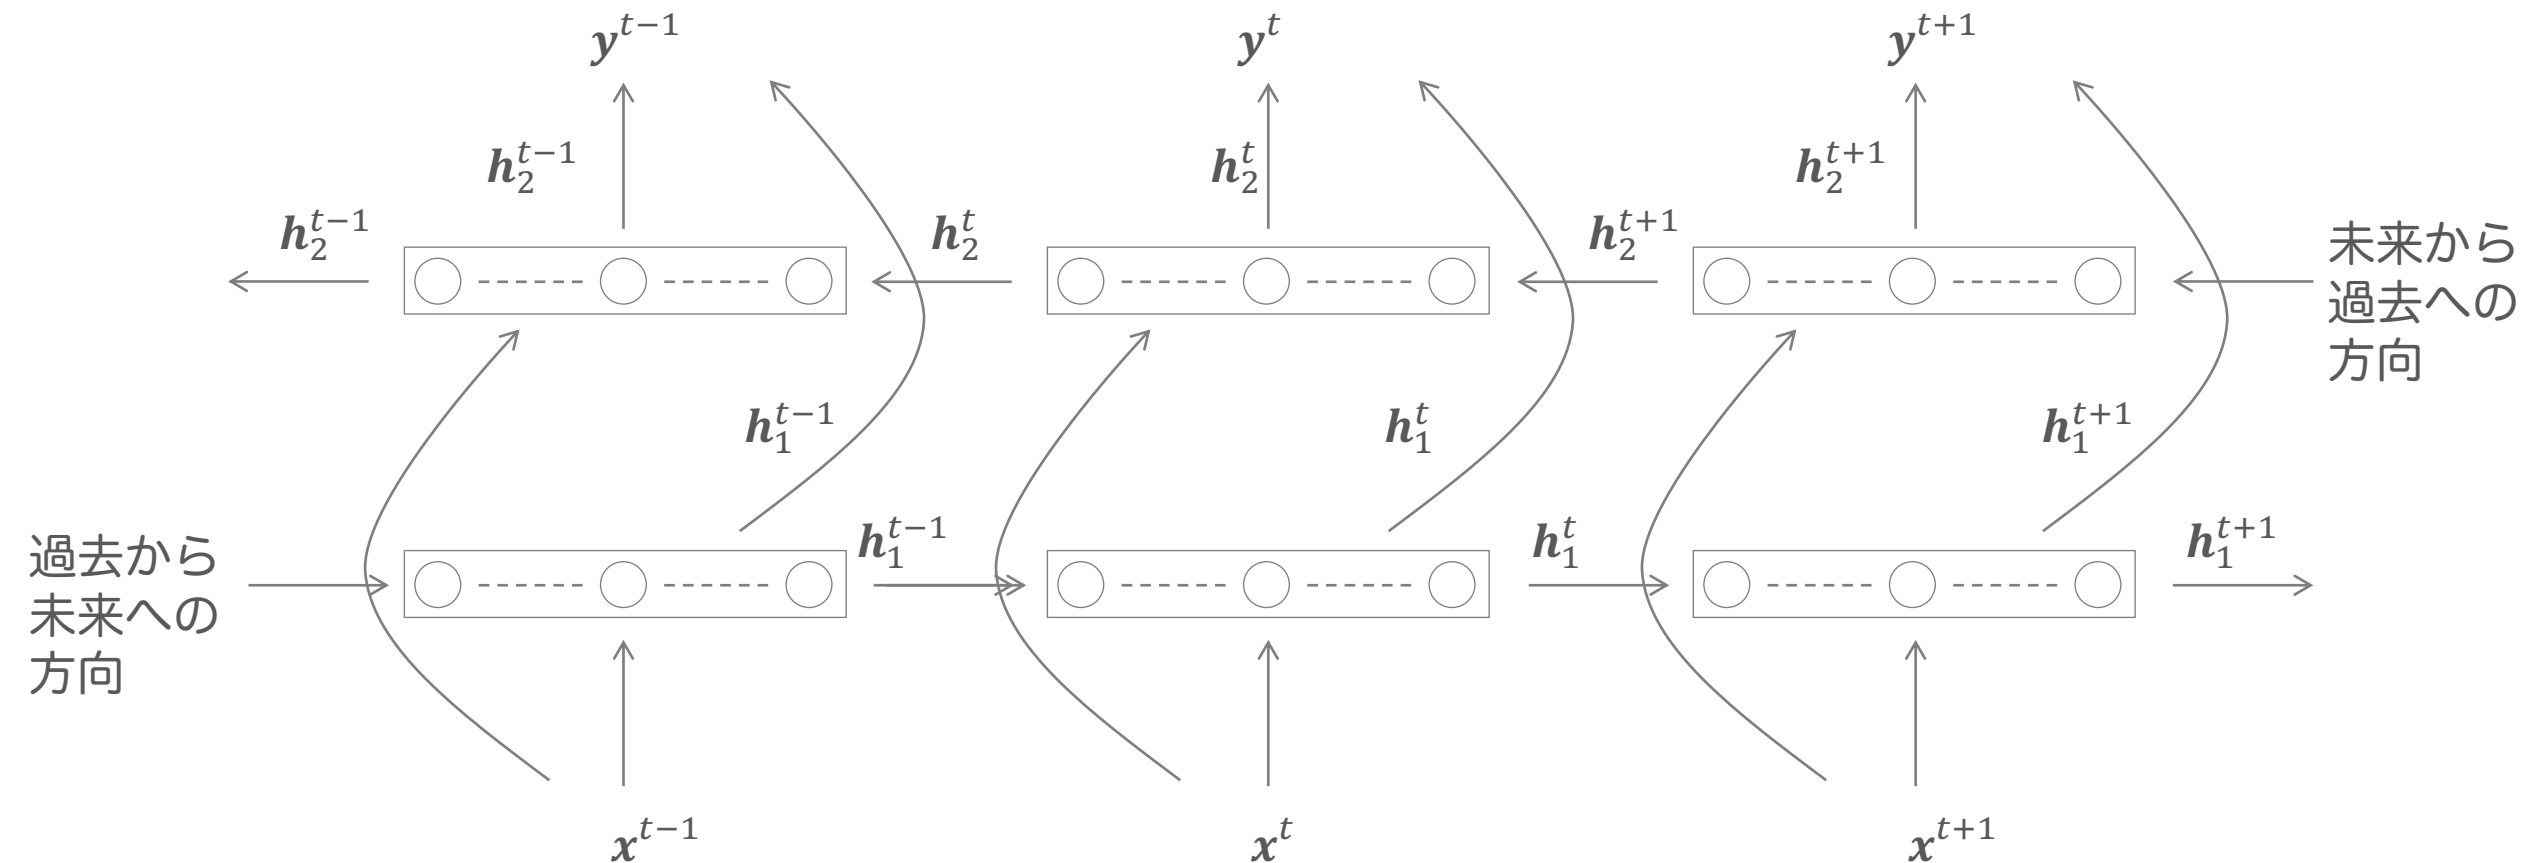 y^{t−1}
y^{t}
y^{t+1}
h_2^{t−1}
h_2^{t}
h_2^{t+1}
h_2^{t−1}
h_2^{t}
h_2^{t+1}
未来から
過去への
方向
h_1^{t−1}
h_1^{t}
h_1^{t+1}
過去から
未来への
方向
h_1^{t−1}
h_1^{t}
h_1^{t+1}
x^{t−1}
x^{t}
x^{t+1}